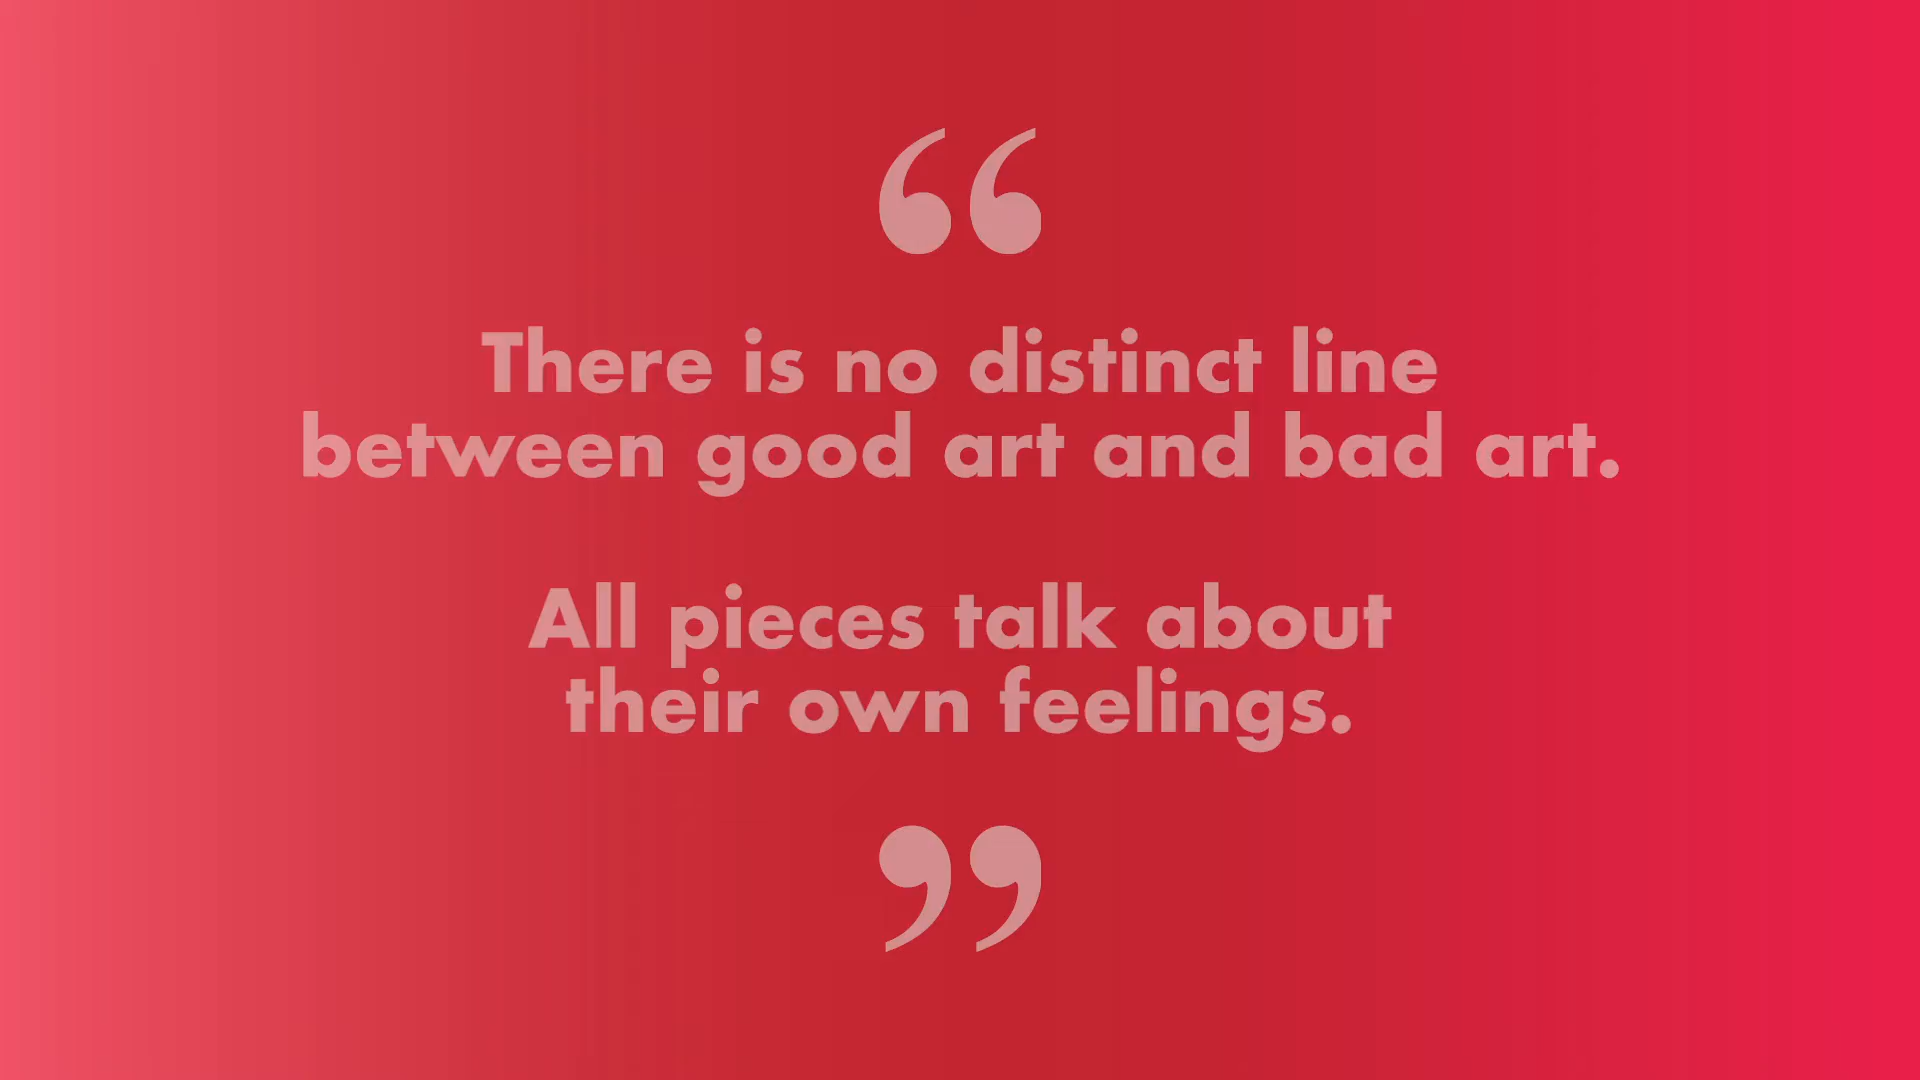 “
There is no distinct line
between good art and bad art.
All pieces talk about
their own feelings.
”